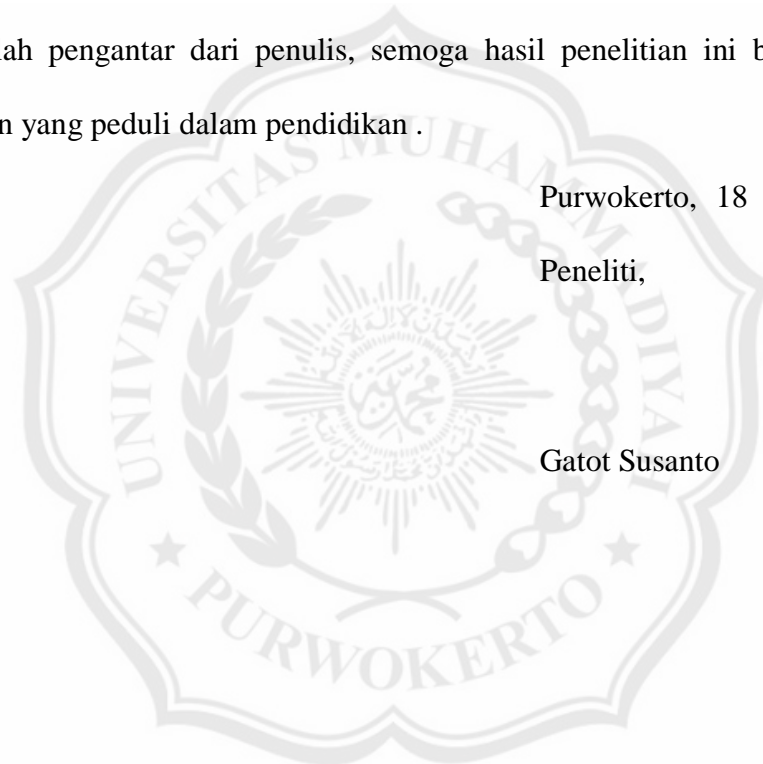 lah pengantar dari penulis, semoga hasil penelitian ini b
n yang peduli dalam pendidikan .
Purwokerto, 18
Peneliti,
Gatot Susanto
UNIVERSITAS MUHAMMADIYAH
PURWOKERTO